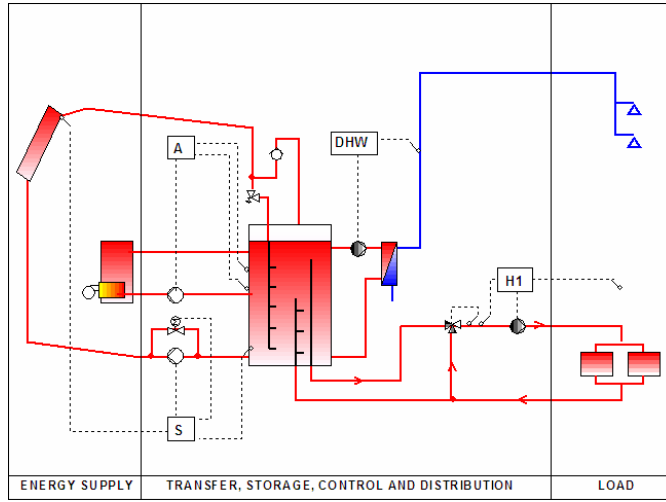 A
DHW
H1
S
ENERGY SUPPLY
TRANSFER, STORAGE, CONTROL AND DISTRIBUTION
LOAD